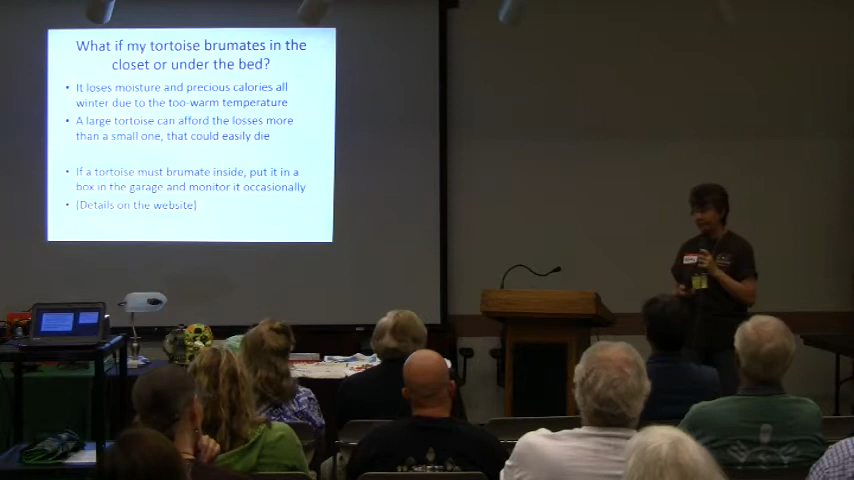 What if my tortoise brumates in the
closet or under the bed?
• It loses moisture and precious calories all
winter due to the too-warm temperature
• A large tortoise can afford the losses more
than a small one, that could easily die
• If a tortoise must brumate inside, put it in a
box in the garage and monitor it occasionally
• (Details on the website)